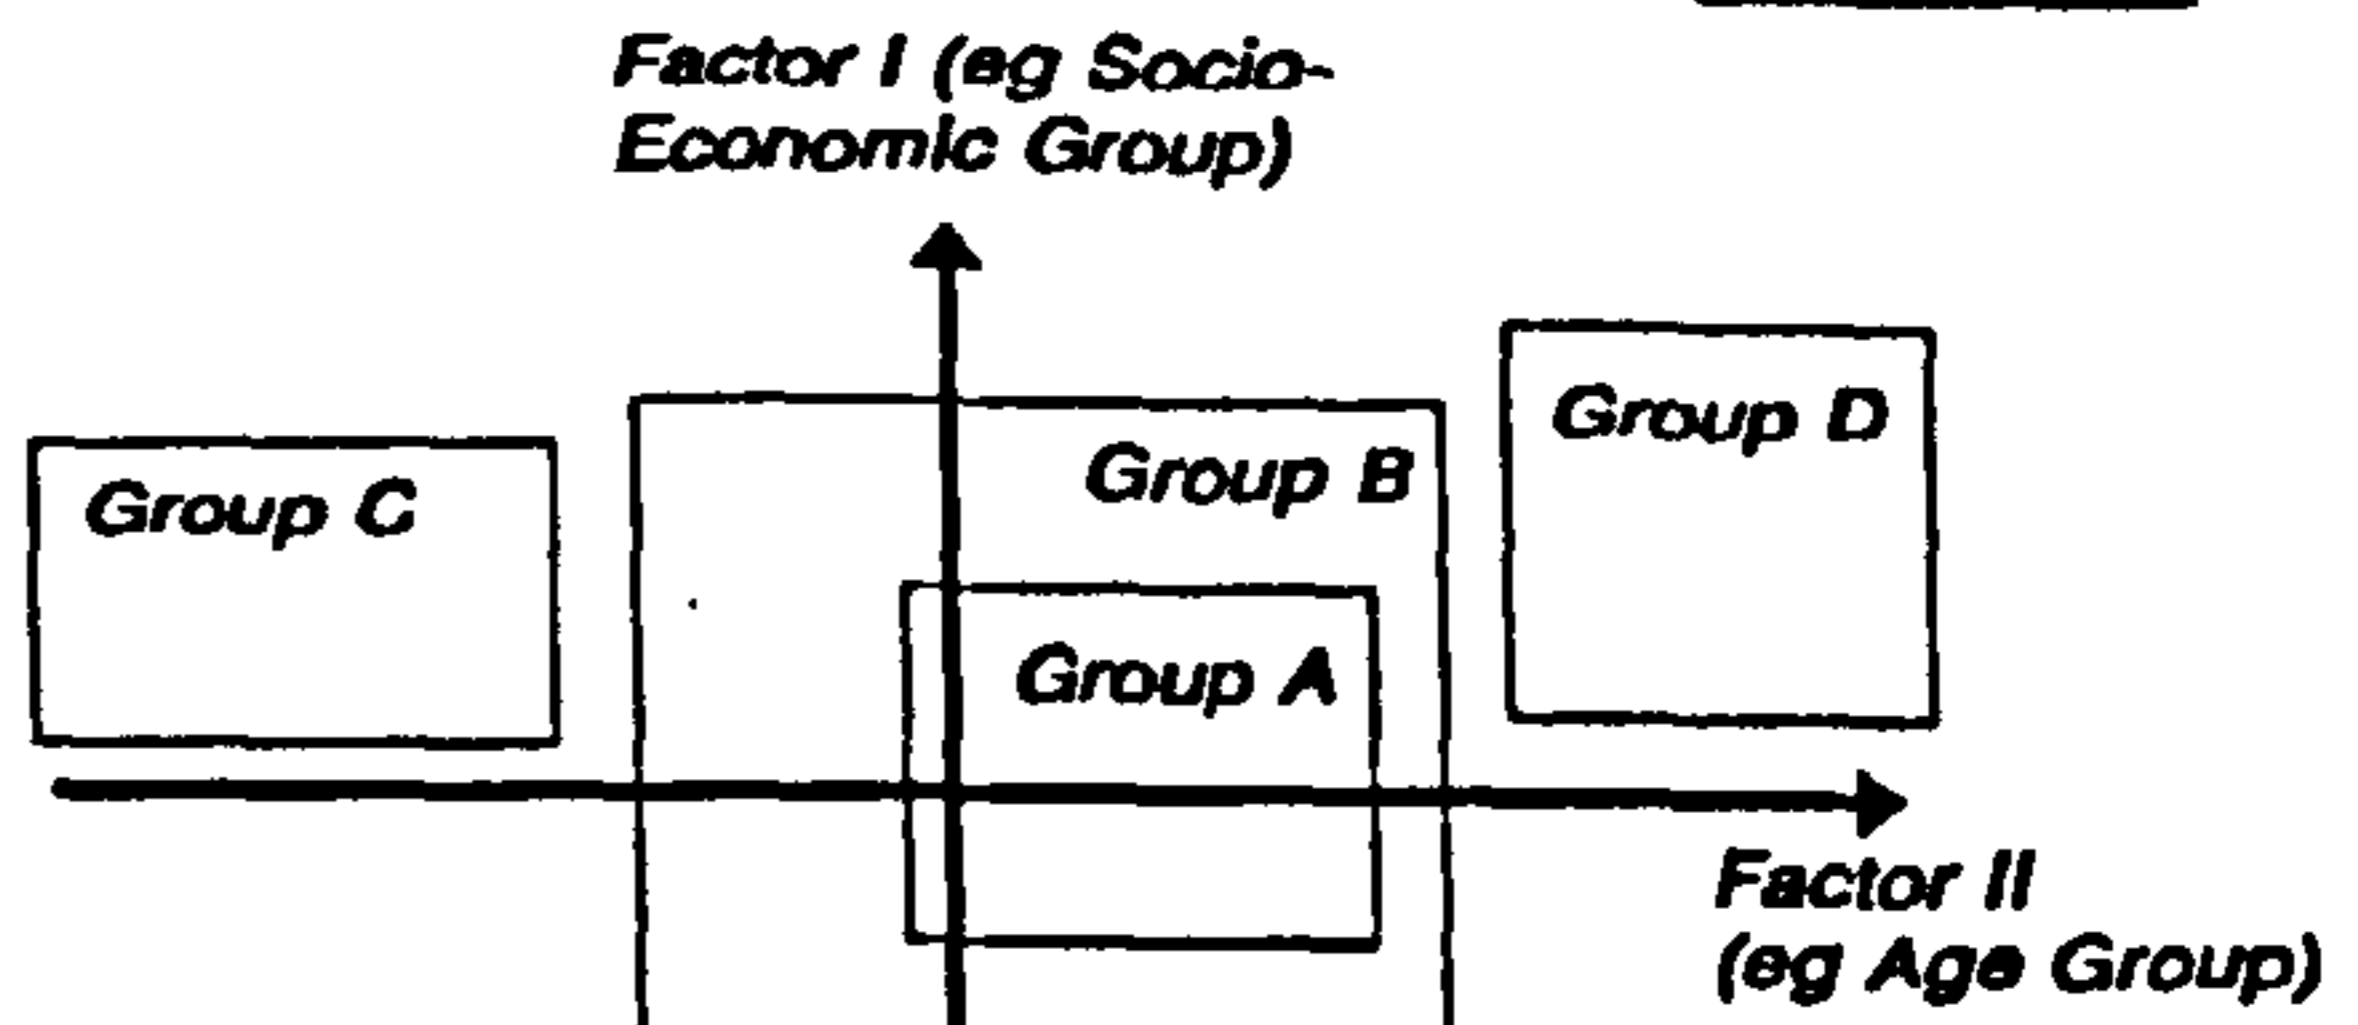 Factor I (eg Socio-
Economic Group)
Group D
Group B
Group C
Group A
Factor II
(eg Age Group)